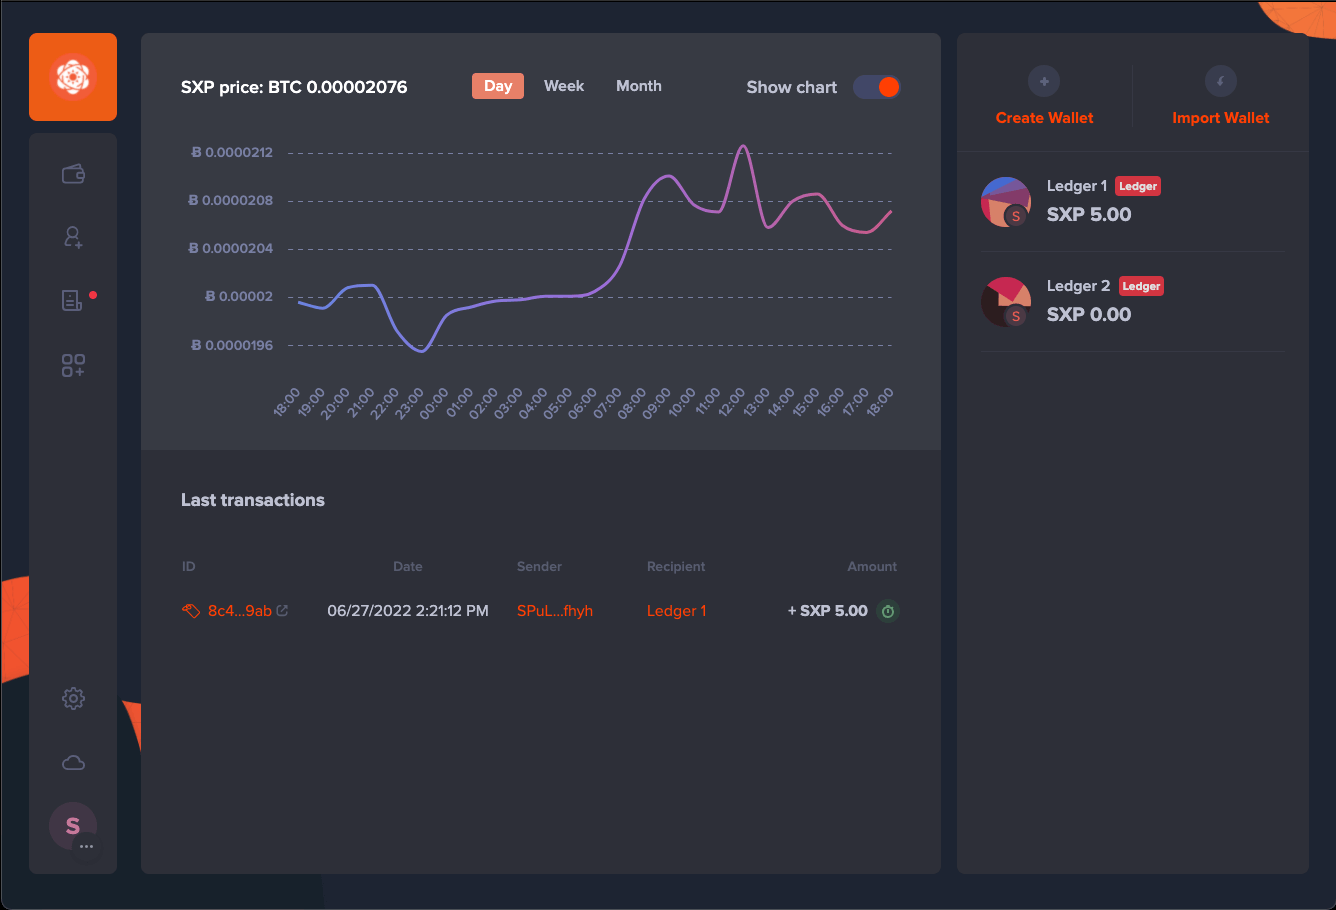 SXP price: BTC 0.00002076
Day Week Month
Show chart
Ƀ 0.0000212
Ƀ 0.0000208
Ƀ 0.0000204
Ƀ 0.00002
Ƀ 0.0000196
18:00 19:00 20:00 21:00 22:00 23:00 00:00 01:00 02:00 03:00 04:00 05:00 06:00 07:00 08:00 09:00 10:00 11:00 12:00 13:00 14:00 15:00 16:00 17:00 18:00
Last transactions
ID Date Sender Recipient Amount
8c4...9ab 06/27/2022 2:21:12 PM SPuL...fhyh Ledger 1 + SXP 5.00
Create Wallet Import Wallet
Ledger 1 Ledger
S SXP 5.00
Ledger 2 Ledger
S SXP 0.00
S